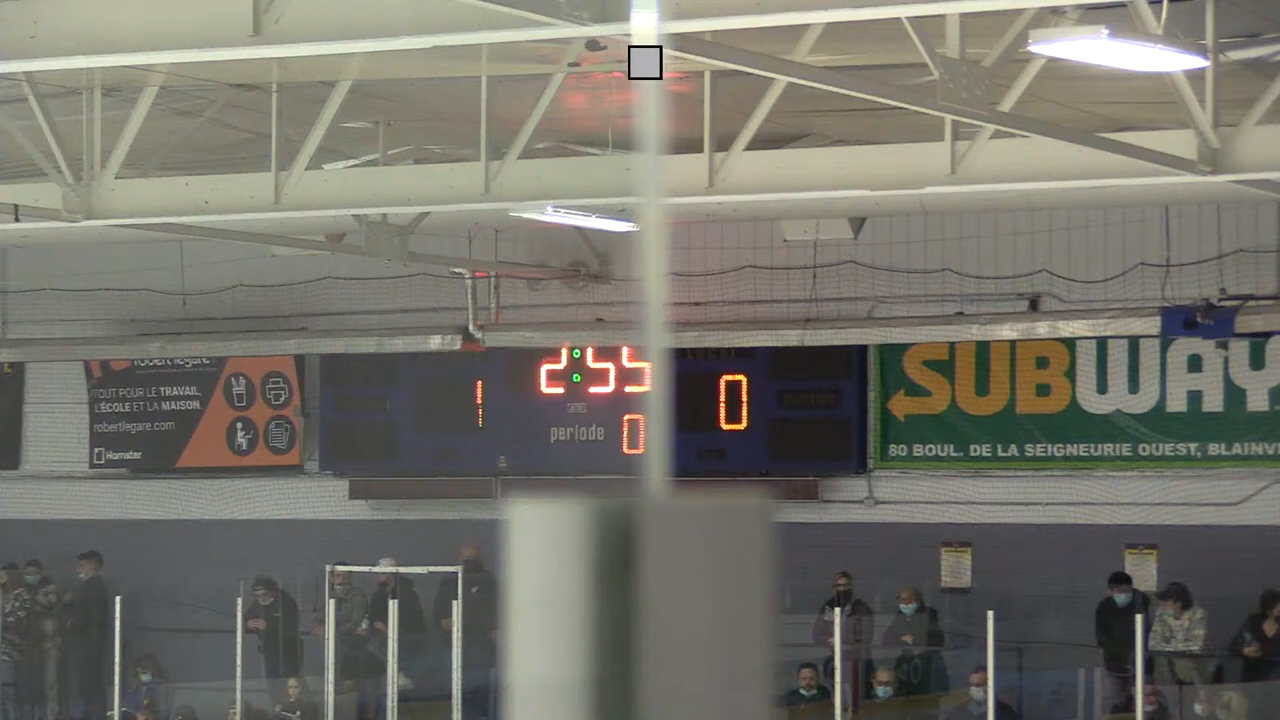 robertlegare
TOUT POUR LE TRAVAIL,
L'ÉCOLE ET LA MAISON.
robertlegare.com
Hamster
2:55
1
periode
0
0
SUBWAY
80 BOUL. DE LA SEIGNEURIE OUEST, BLAINV